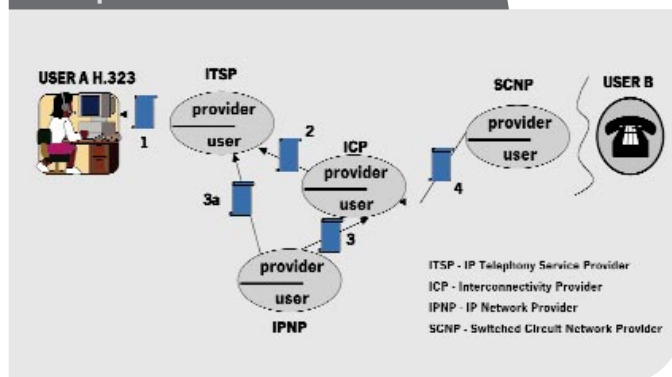 USER A H.323
ITSP
SCNP
USER B
provider
user
1
2
ICP
provider
user
provider
user
3a
3
4
provider
user
IPNP
ITSP - IP Telephony Service Provider
ICP - Interconnectivity Provider
IPNP - IP Network Provider
SCNP - Switched Circuit Network Provider